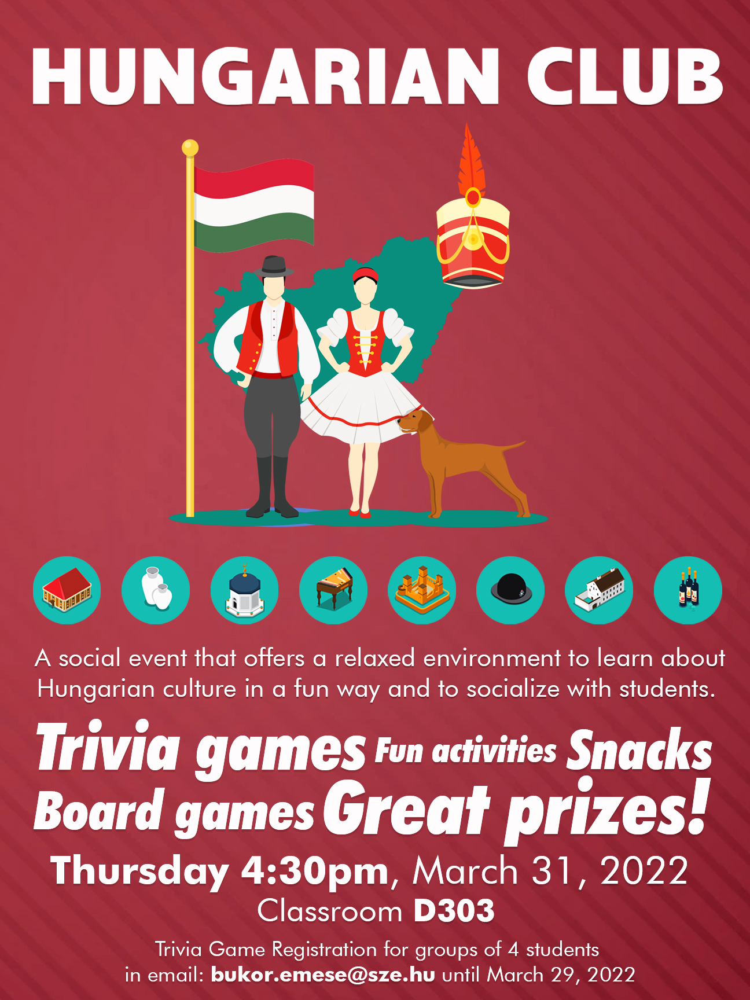 HUNGARIAN CLUB
A social event that offers a relaxed environment to learn about
Hungarian culture in a fun way and to socialize with students.
Trivia games Fun activities Snacks
Board games Great prizes!
Thursday 4:30pm, March 31, 2022
Classroom D303
Trivia Game Registration for groups of 4 students
in email: bukor.emese@sze.hu until March 29, 2022